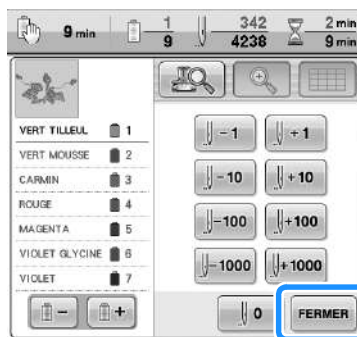 9 min 1 9 342 4238 2 min 9 min
VERT TILLEUL 1
VERT MOUSSE 2
CARMIN 3
ROUGE 4
MAGENTA 5
VIOLET GLYCINE 6
VIOLET 7
- +
-1 +1
-10 +10
-100 +100
-1000 +1000
0 FERMER